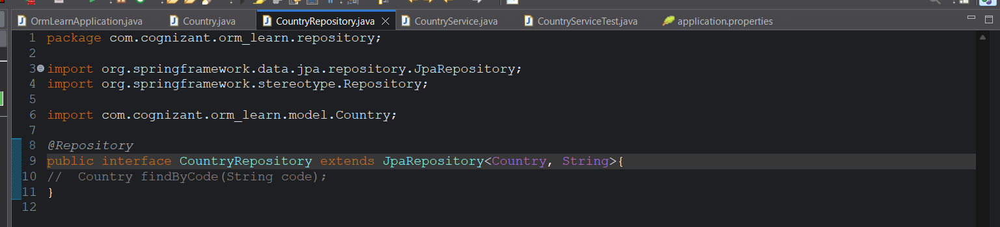 OrmLearnApplication.java Country.java CountryRepository.java CountryService.java CountryServiceTest.java application.properties
1 package com.cognizant.orm_learn.repository;
2
3 import org.springframework.data.jpa.repository.JpaRepository;
4 import org.springframework.stereotype.Repository;
5
6 import com.cognizant.orm_learn.model.Country;
7
8 @Repository
9 public interface CountryRepository extends JpaRepository<Country, String>{
10 //  Country findByCode(String code);
11 }
12